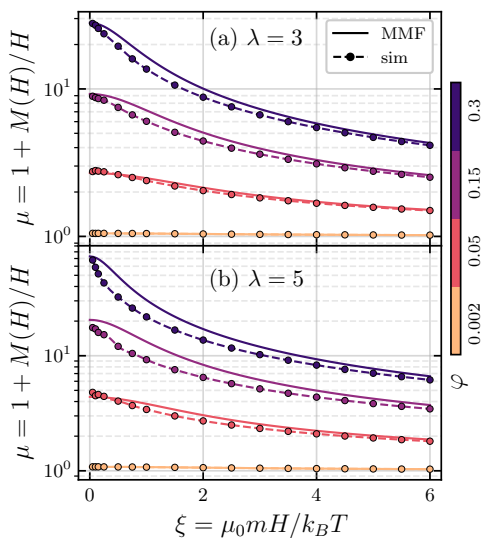 (a) λ = 3
MMF
sim
10¹
10⁰
μ = 1 + M(H)/H
(b) λ = 5
10¹
10⁰
μ = 1 + M(H)/H
0 2 4 6
ξ = μ₀mH/k_BT
0.3
0.15
0.05
0.002
φ